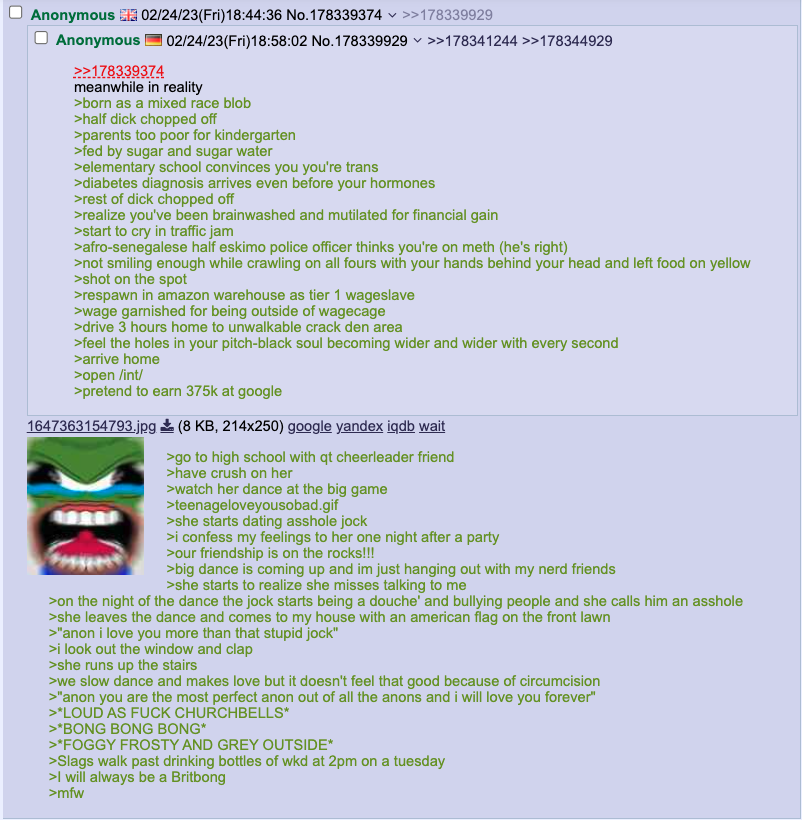 Anonymous 02/24/23(Fri)18:44:36 No.178339374 >>178339929
Anonymous 02/24/23(Fri)18:58:02 No.178339929 >>178341244 >>178344929
>>178339374
meanwhile in reality
>born as a mixed race blob
>half dick chopped off
>parents too poor for kindergarten
>fed by sugar and sugar water
>elementary school convinces you you're trans
>diabetes diagnosis arrives even before your hormones
>rest of dick chopped off
>realize you've been brainwashed and mutilated for financial gain
>start to cry in traffic jam
>afro-senegalese half eskimo police officer thinks you're on meth (he's right)
>not smiling enough while crawling on all fours with your hands behind your head and left food on yellow
>shot on the spot
>respawn in amazon warehouse as tier 1 wageslave
>wage garnished for being outside of wagecage
>drive 3 hours home to unwalkable crack den area
>feel the holes in your pitch-black soul becoming wider and wider with every second
>arrive home
>open /int/
>pretend to earn 375k at google
1647363154793.jpg (8 KB, 214x250) google yandex iqdb wait
>go to high school with qt cheerleader friend
>have crush on her
>watch her dance at the big game
>teenageloveyousobad.gif
>she starts dating asshole jock
>i confess my feelings to her one night after a party
>our friendship is on the rocks!!!
>big dance is coming up and im just hanging out with my nerd friends
>she starts to realize she misses talking to me
>on the night of the dance the jock starts being a douche' and bullying people and she calls him an asshole
>she leaves the dance and comes to my house with an american flag on the front lawn
>"anon i love you more than that stupid jock"
>i look out the window and clap
>she runs up the stairs
>we slow dance and makes love but it doesn't feel that good because of circumcision
>"anon you are the most perfect anon out of all the anons and i will love you forever"
>*LOUD AS FUCK CHURCHBELLS*
>*BONG BONG BONG*
>*FOGGY FROSTY AND GREY OUTSIDE*
>Slags walk past drinking bottles of wkd at 2pm on a tuesday
>I will always be a Britbong
>mfw